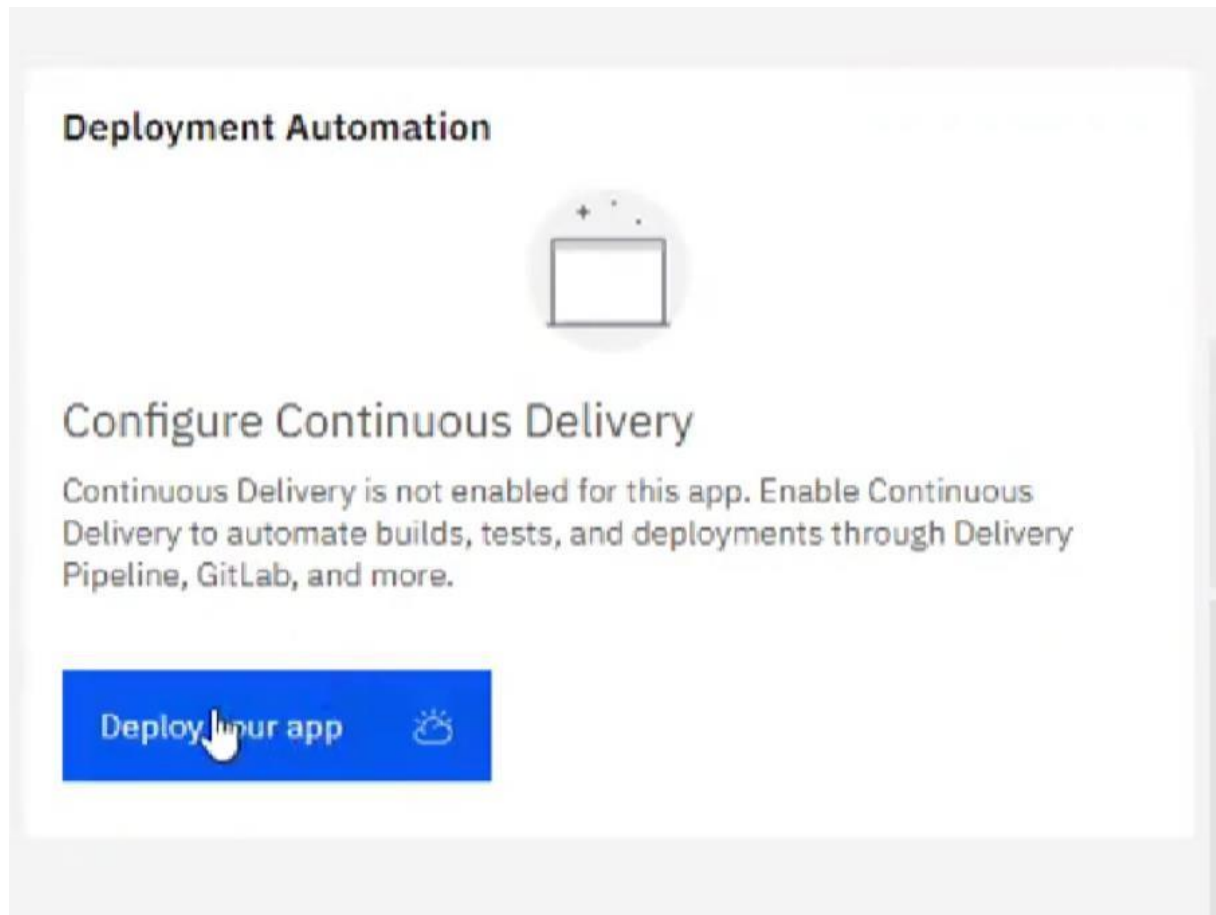 Deployment Automation
Configure Continuous Delivery
Continuous Delivery is not enabled for this app. Enable Continuous
Delivery to automate builds, tests, and deployments through Delivery
Pipeline, GitLab, and more.
Deploy your app